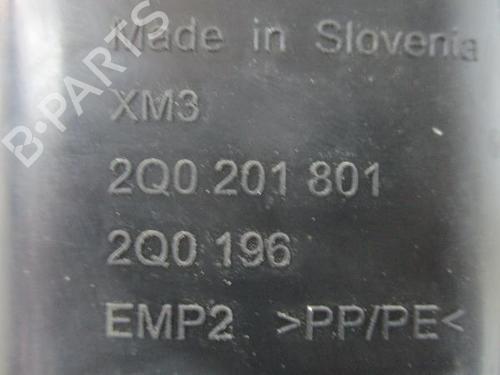 Made in Slovenia
XM3
2Q0 201 801
2Q0 196
EMP2 >PP/PE<
B-PARTS